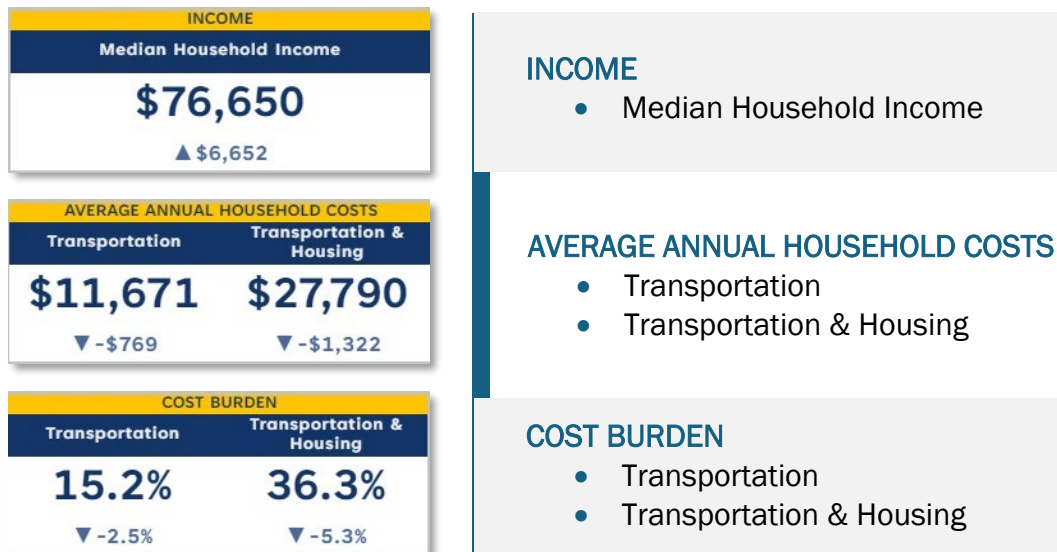 INCOME
Median Household Income
$76,650
▲ $6,652
AVERAGE ANNUAL HOUSEHOLD COSTS
Transportation
Transportation &
Housing
$11,671
$27,790
▼ -$769
▼ -$1,322
COST BURDEN
Transportation
Transportation &
Housing
15.2%
36.3%
▼ -2.5%
▼ -5.3%
INCOME
• Median Household Income
AVERAGE ANNUAL HOUSEHOLD COSTS
• Transportation
• Transportation & Housing
COST BURDEN
• Transportation
• Transportation & Housing